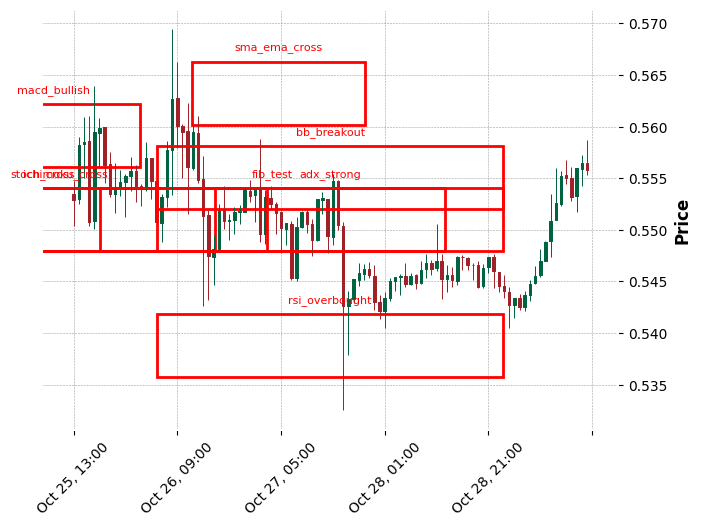 sma_ema_cross
macd_bullish
bb_breakout
fib_test
adx_strong
rsi_overbought
0.570
0.565
0.560
0.555
0.550
0.545
0.540
0.535
Price
Oct 25, 13:00
Oct 26, 09:00
Oct 27, 05:00
Oct 28, 01:00
Oct 28, 21:00